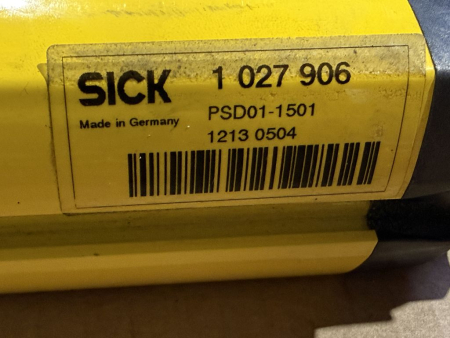 SICK 1 027 906
Made in Germany PSD01-1501
1213 0504